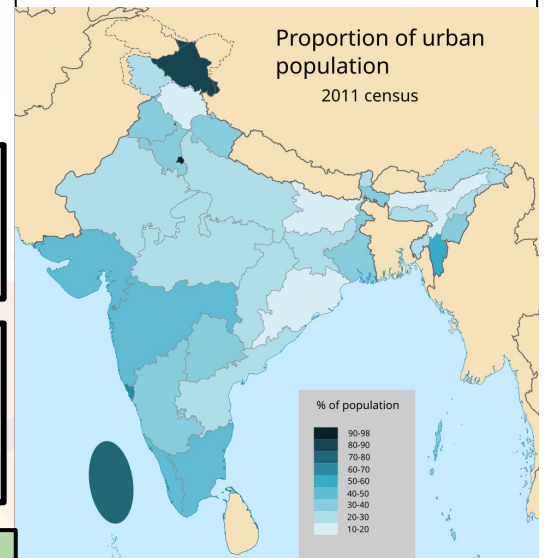 Proportion of urban
population
2011 census
% of population
90-98
80-90
70-80
60-70
50-60
40-50
30-40
20-30
10-20